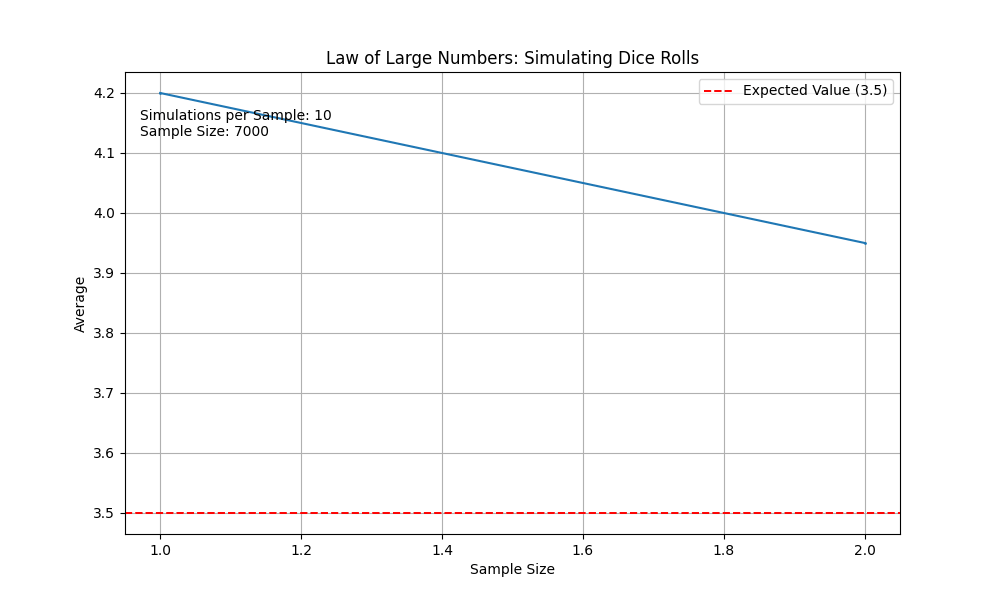 Law of Large Numbers: Simulating Dice Rolls
Expected Value (3.5)
Simulations per Sample: 10
Sample Size: 7000
Average
4.2
4.1
4.0
3.9
3.8
3.7
3.6
3.5
1.0 1.2 1.4 1.6 1.8 2.0
Sample Size